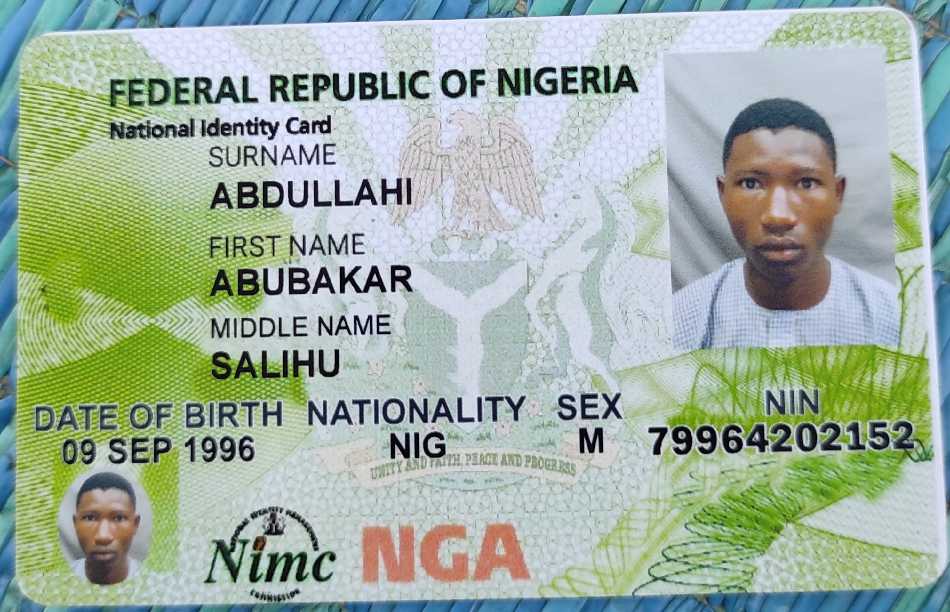 FEDERAL REPUBLIC OF NIGERIA
National Identity Card
SURNAME
ABDULLAHI
FIRST NAME
ABUBAKAR
MIDDLE NAME
SALIHU
DATE OF BIRTH NATIONALITY SEX NIN
09 SEP 1996 NIG M 79964202152
UNITY AND FAITH, PEACE AND PROGRESS
NATIONAL IDENTITY MANAGEMENT
Nimc NGA
COMMISSION